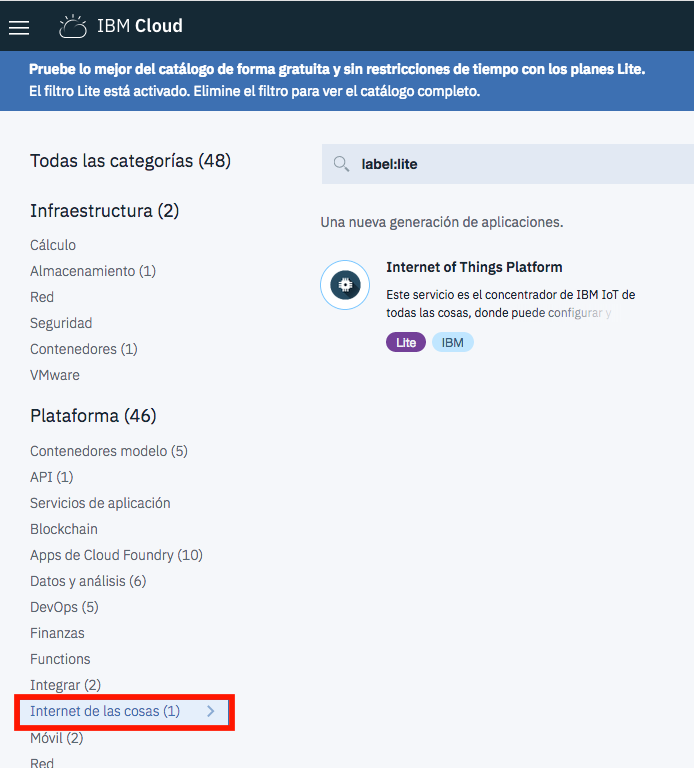 IBM Cloud
Pruebe lo mejor del catálogo de forma gratuita y sin restricciones de tiempo con los planes Lite.
El filtro Lite está activado. Elimine el filtro para ver el catálogo completo.
Todas las categorías (48)
Infraestructura (2)
Cálculo
Almacenamiento (1)
Red
Seguridad
Contenedores (1)
VMware
Plataforma (46)
Contenedores modelo (5)
API (1)
Servicios de aplicación
Blockchain
Apps de Cloud Foundry (10)
Datos y análisis (6)
DevOps (5)
Finanzas
Functions
Integrar (2)
Internet de las cosas (1)
Móvil (2)
Red
label:lite
Una nueva generación de aplicaciones.
Internet of Things Platform
Este servicio es el concentrador de IBM IoT de
todas las cosas, donde puede configurar y
Lite IBM